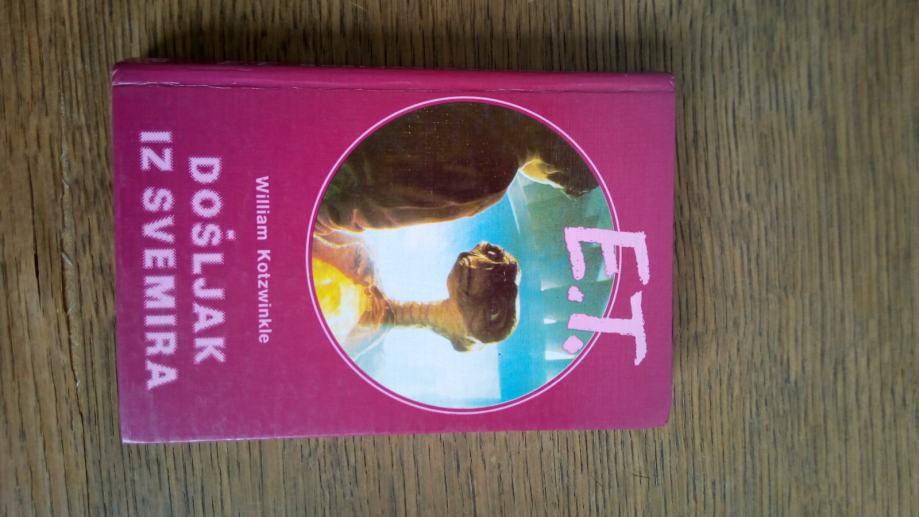 E.T.
William Kotzwinkle
DOŠLJAK
IZ SVEMIRA